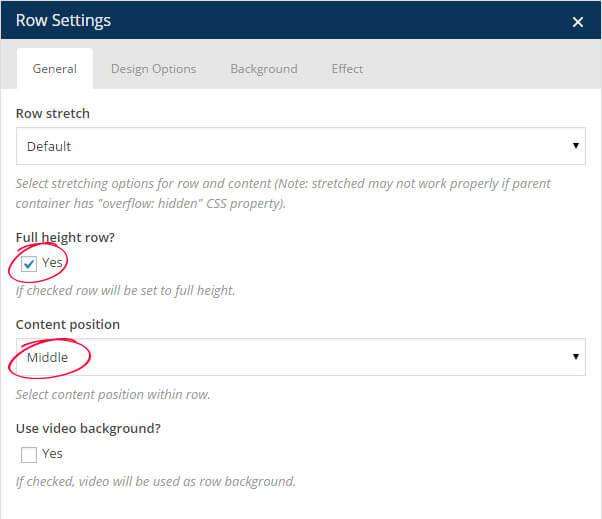 Row Settings
General Design Options Background Effect
Row stretch
Default
Select stretching options for row and content (Note: stretched may not work properly if parent
container has "overflow: hidden" CSS property).
Full height row?
Yes
If checked row will be set to full height.
Content position
Middle
Select content position within row.
Use video background?
Yes
If checked, video will be used as row background.